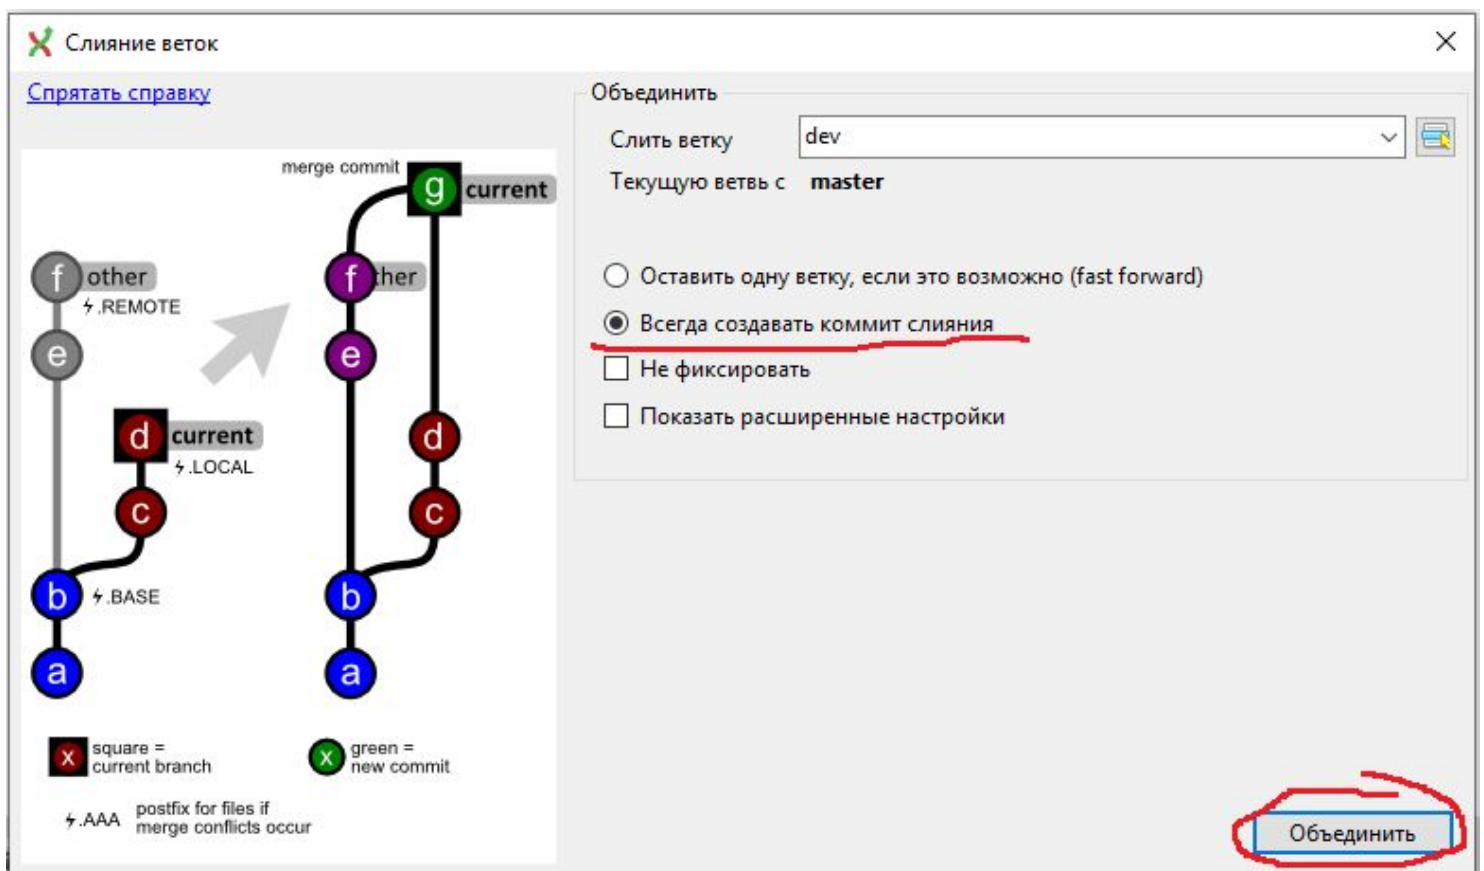 Слияние веток
Спрятать справку
merge commit
g
current
f
other
⚡.REMOTE
f
ther
e
e
d
current
⚡.LOCAL
d
c
c
b
⚡.BASE
b
a
a
x
square =
current branch
x
green =
new commit
⚡.AAA
postfix for files if
merge conflicts occur
Объединить
Слить ветку
dev
Текущую ветвь с master
Оставить одну ветку, если это возможно (fast forward)
Всегда создавать коммит слияния
Не фиксировать
Показать расширенные настройки
Объединить